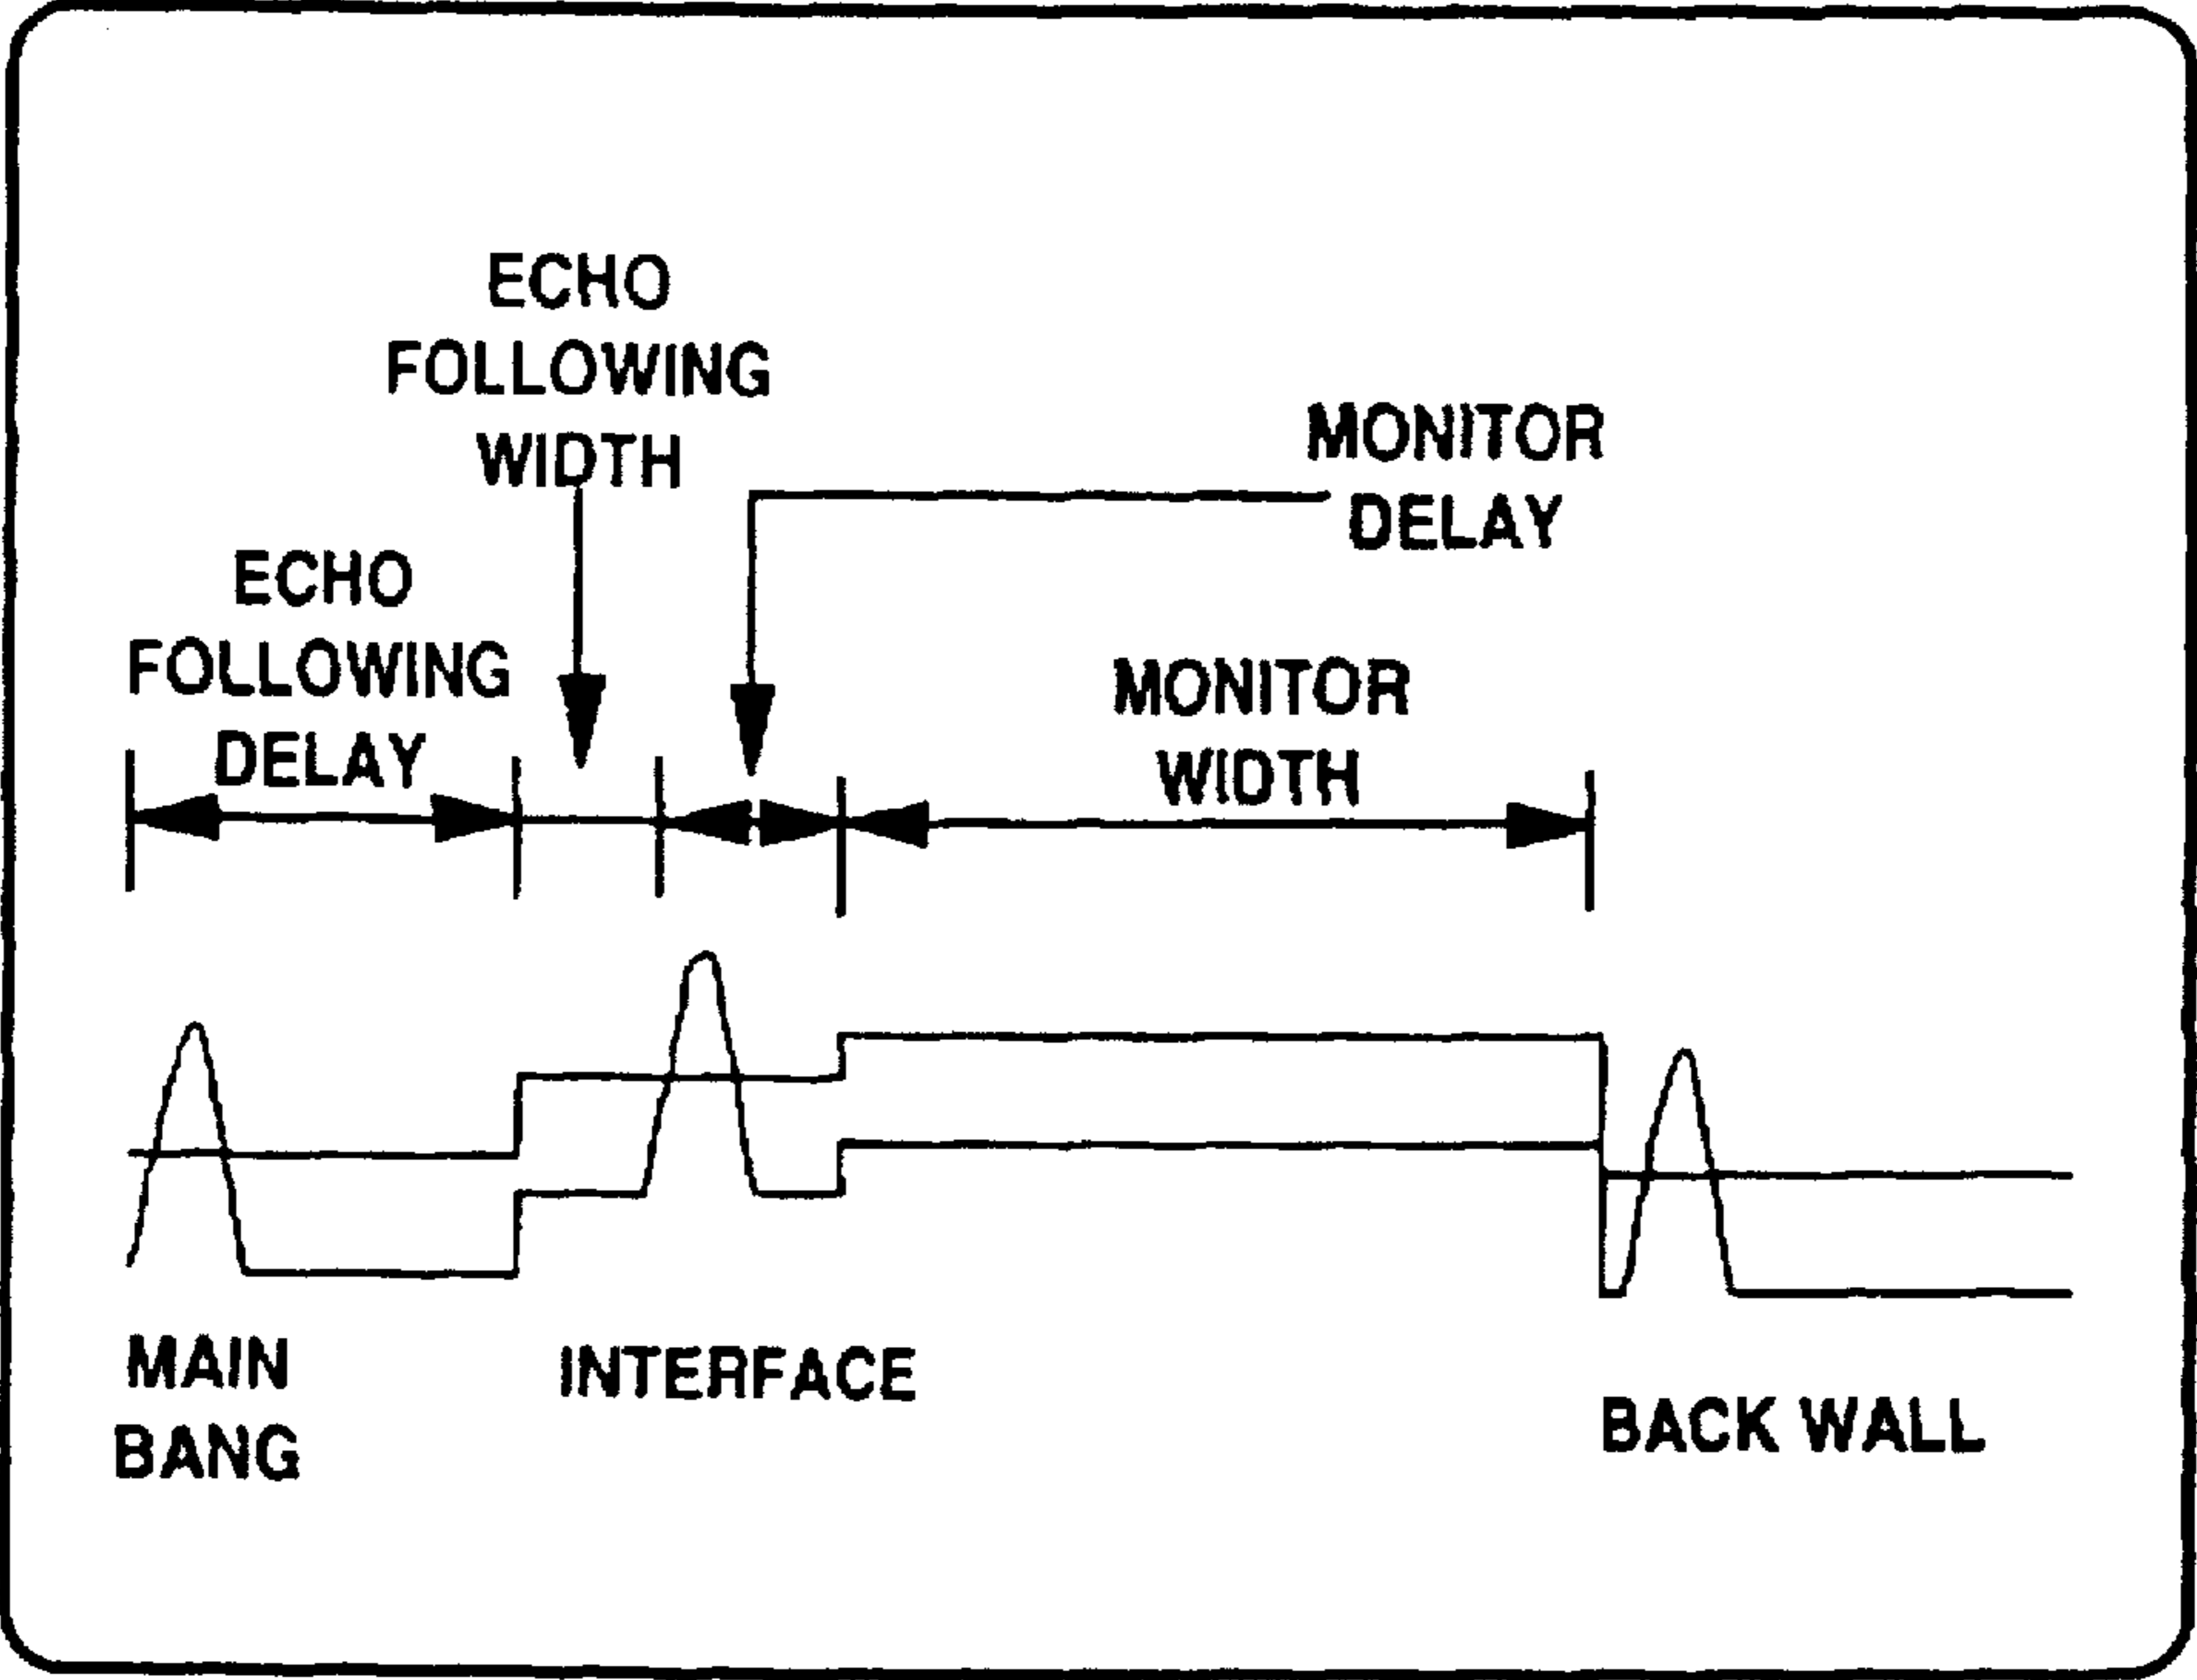 ECHO
FOLLOWING
WIDTH
MONITOR
DELAY
ECHO
FOLLOWING
DELAY
MONITOR
WIDTH
MAIN
BANG
INTERFACE
BACK WALL